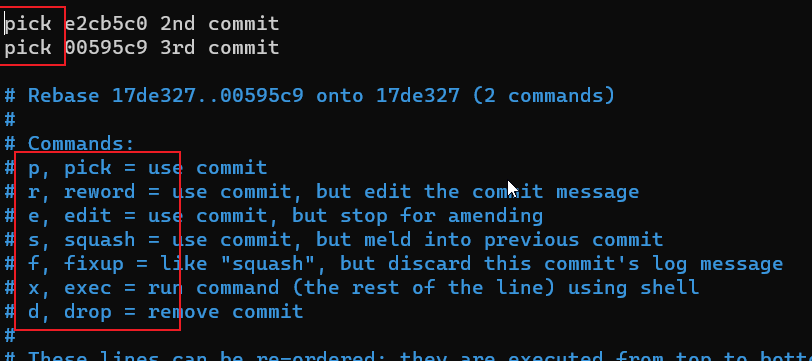 pick e2cb5c0 2nd commit
pick 00595c9 3rd commit
# Rebase 17de327..00595c9 onto 17de327 (2 commands)
#
# Commands:
# p, pick = use commit
# r, reword = use commit, but edit the commit message
# e, edit = use commit, but stop for amending
# s, squash = use commit, but meld into previous commit
# f, fixup = like "squash", but discard this commit's log message
# x, exec = run command (the rest of the line) using shell
# d, drop = remove commit
#
# These lines can be re-ordered; they are executed from top to bott